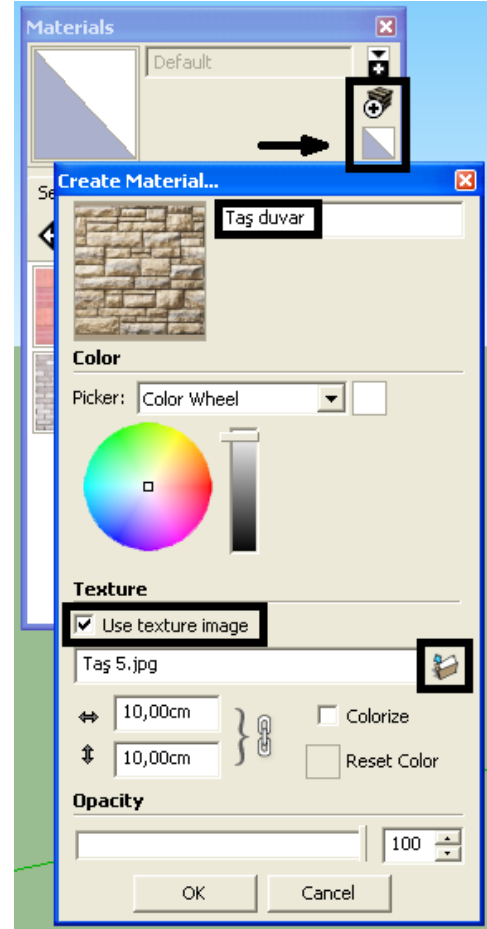 Materials
Default
Se
Create Material...
Taş duvar
Color
Picker: Color Wheel
Texture
Use texture image
Taş 5.jpg
10,00cm
Colorize
10,00cm
Reset Color
Opacity
100
OK Cancel